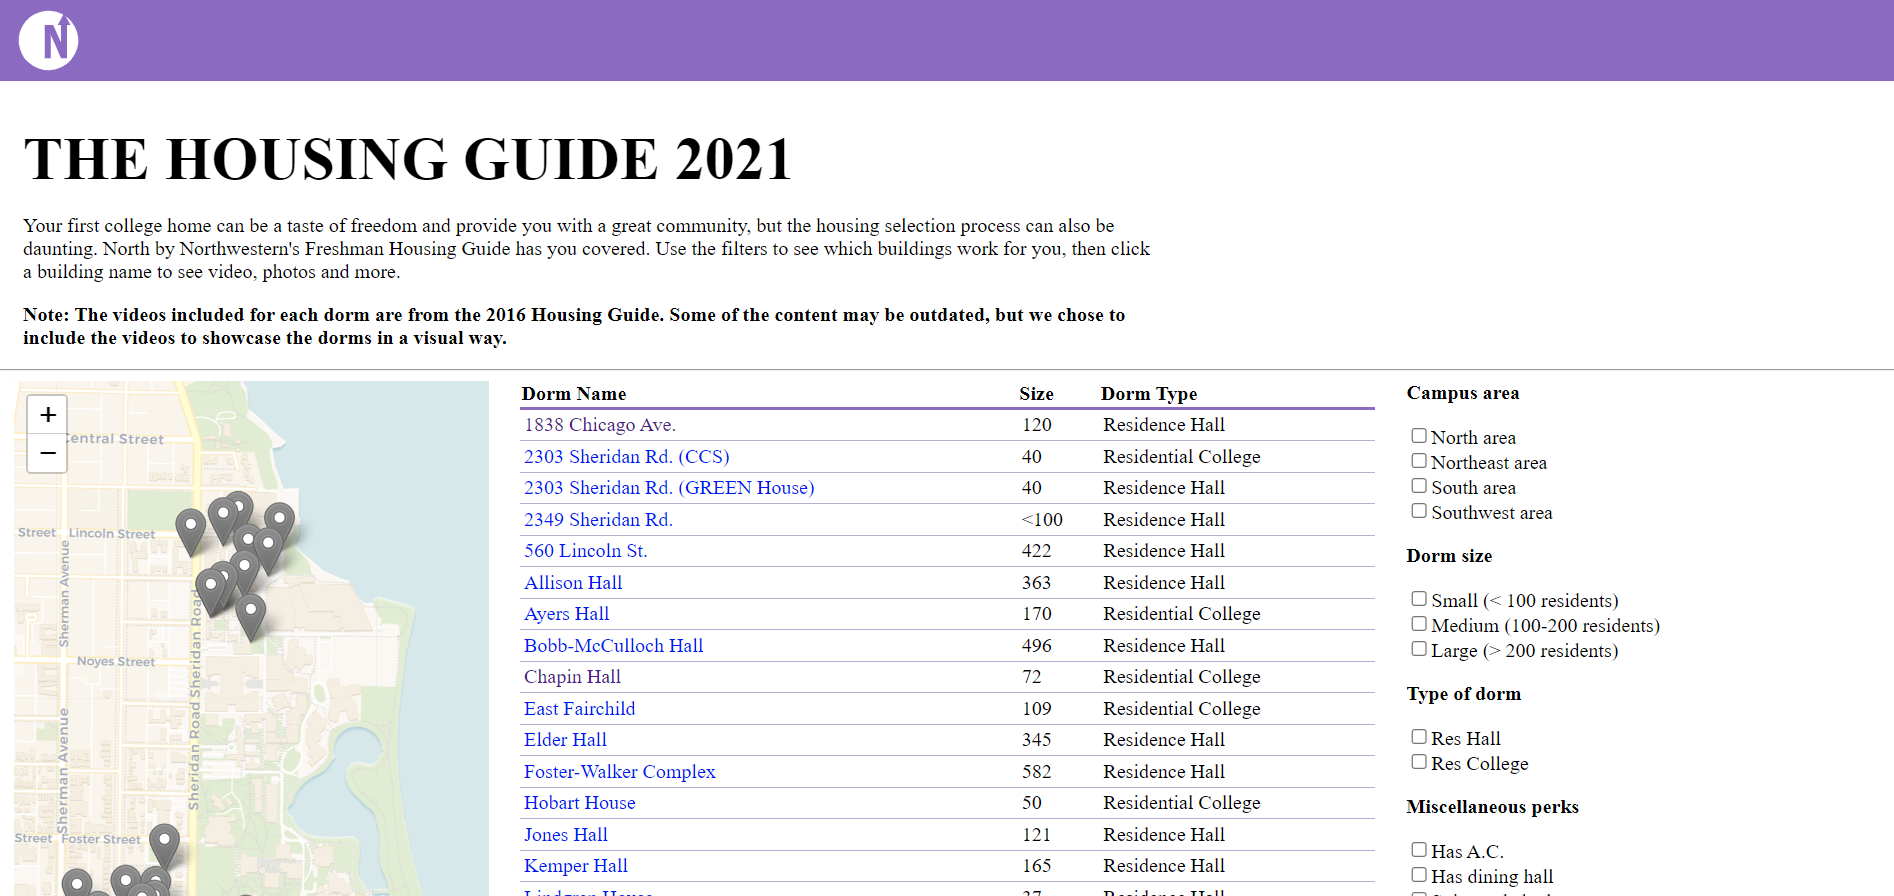 N
THE HOUSING GUIDE 2021
Your first college home can be a taste of freedom and provide you with a great community, but the housing selection process can also be
daunting. North by Northwestern's Freshman Housing Guide has you covered. Use the filters to see which buildings work for you, then click
a building name to see video, photos and more.
Note: The videos included for each dorm are from the 2016 Housing Guide. Some of the content may be outdated, but we chose to
include the videos to showcase the dorms in a visual way.
+
−
Central Street
Street Lincoln Street
Sherman Avenue
Sheridan Road Sheridan Road
Noyes Street
Sherman Avenue
Street Foster Street
Dorm Name Size Dorm Type
1838 Chicago Ave. 120 Residence Hall
2303 Sheridan Rd. (CCS) 40 Residential College
2303 Sheridan Rd. (GREEN House) 40 Residence Hall
2349 Sheridan Rd. <100 Residence Hall
560 Lincoln St. 422 Residence Hall
Allison Hall 363 Residence Hall
Ayers Hall 170 Residential College
Bobb-McCulloch Hall 496 Residence Hall
Chapin Hall 72 Residential College
East Fairchild 109 Residential College
Elder Hall 345 Residence Hall
Foster-Walker Complex 582 Residence Hall
Hobart House 50 Residential College
Jones Hall 121 Residence Hall
Kemper Hall 165 Residence Hall
Campus area
North area
Northeast area
South area
Southwest area
Dorm size
Small (< 100 residents)
Medium (100-200 residents)
Large (> 200 residents)
Type of dorm
Res Hall
Res College
Miscellaneous perks
Has A.C.
Has dining hall